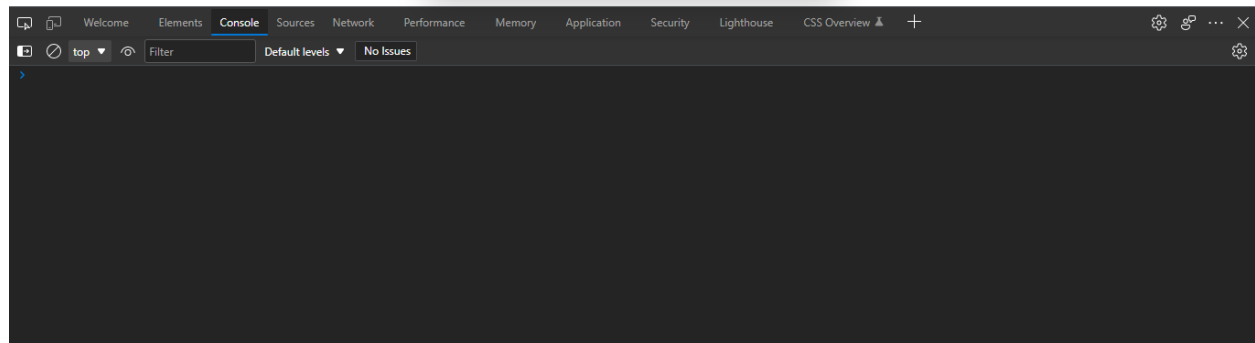 Welcome Elements Console Sources Network Performance Memory Application Security Lighthouse CSS Overview
top Filter Default levels No Issues